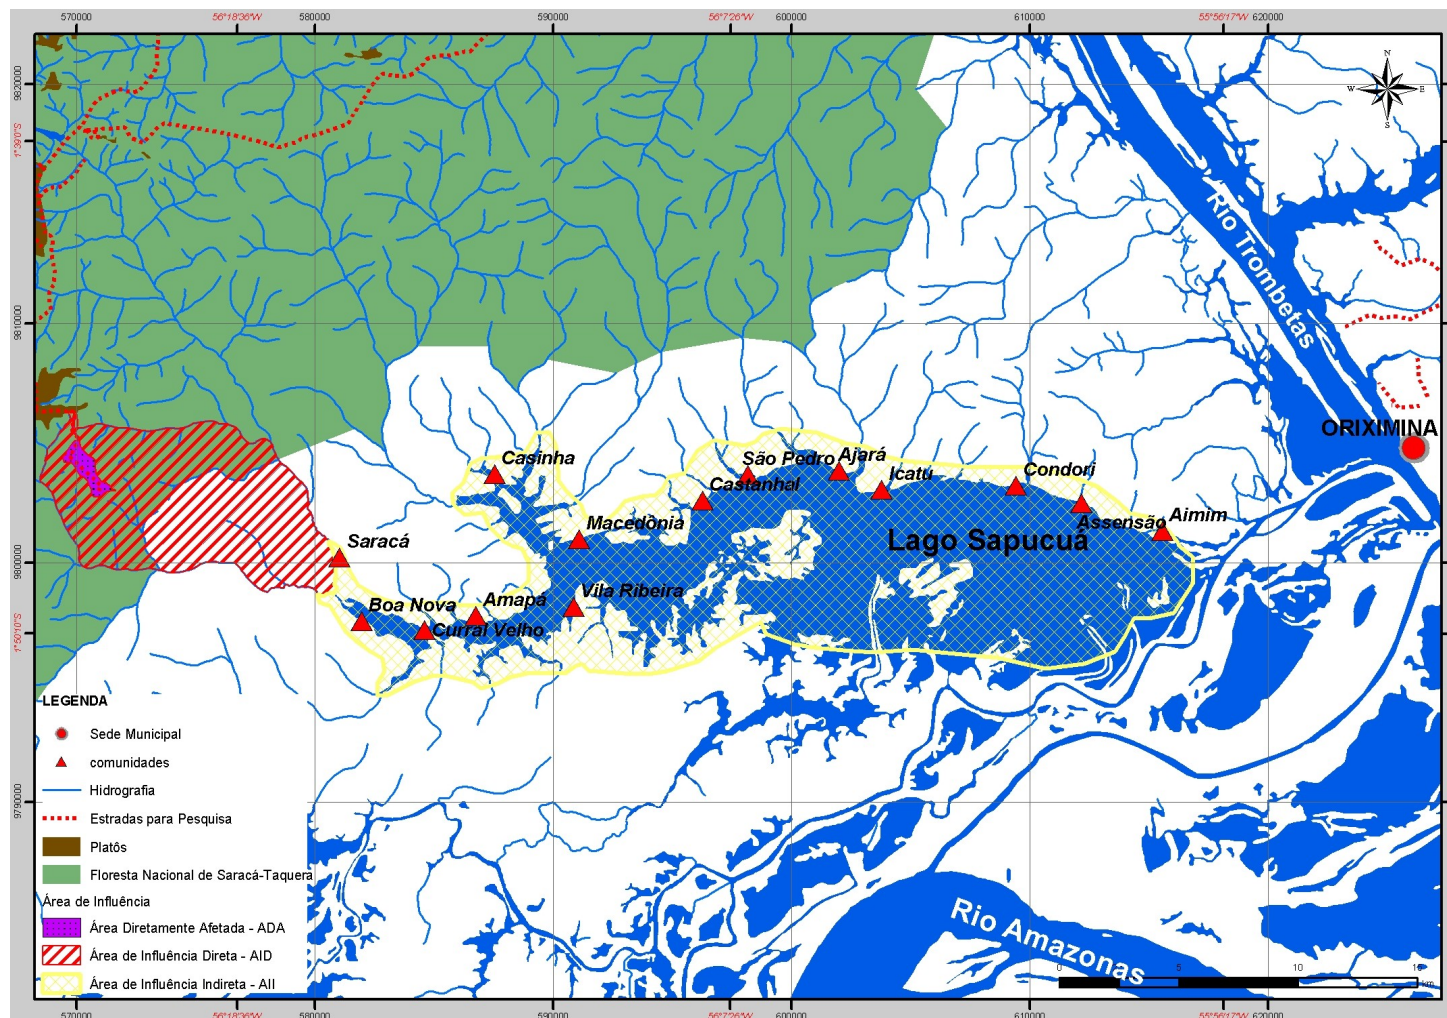 570000
56°18'36"W
580000
590000
56°7'26"W
600000
610000
55°56'17"W
620000
9820000
1°39'0"S
9810000
9800000
1°50'10"S
9790000
N
W
E
S
Rio Trombetas
ORIXIMINA
Casinha
São Pedro
Ajará
Castanhal
Icatú
Condori
Macedônia
Assensão
Aimim
Lago Sapucuá
Saracá
Boa Nova
Amapá
Vila Ribeira
Curral Velho
Rio Amazonas
LEGENDA
Sede Municipal
comunidades
Hidrografia
Estradas para Pesquisa
Platôs
Floresta Nacional de Saracá-Taquera
Área de Influência
Área Diretamente Afetada - ADA
Área de Influência Direta - AID
Área de Influência Indireta - AII
0
5
10
15
km
570000
56°18'36"W
580000
590000
56°7'26"W
600000
610000
55°56'17"W
620000